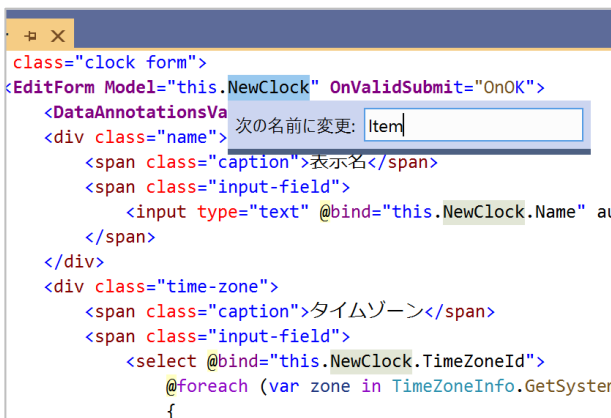 class="clock form">
<EditForm Model="this.NewClock" OnValidSubmit="OnOK">
<DataAnnotationsVa
次の名前に変更: Item
<div class="name">
<span class="caption">表示名</span>
<span class="input-field">
<input type="text" @bind="this.NewClock.Name" au
</span>
</div>
<div class="time-zone">
<span class="caption">タイムゾーン</span>
<span class="input-field">
<select @bind="this.NewClock.TimeZoneId">
@foreach (var zone in TimeZoneInfo.GetSystem
{